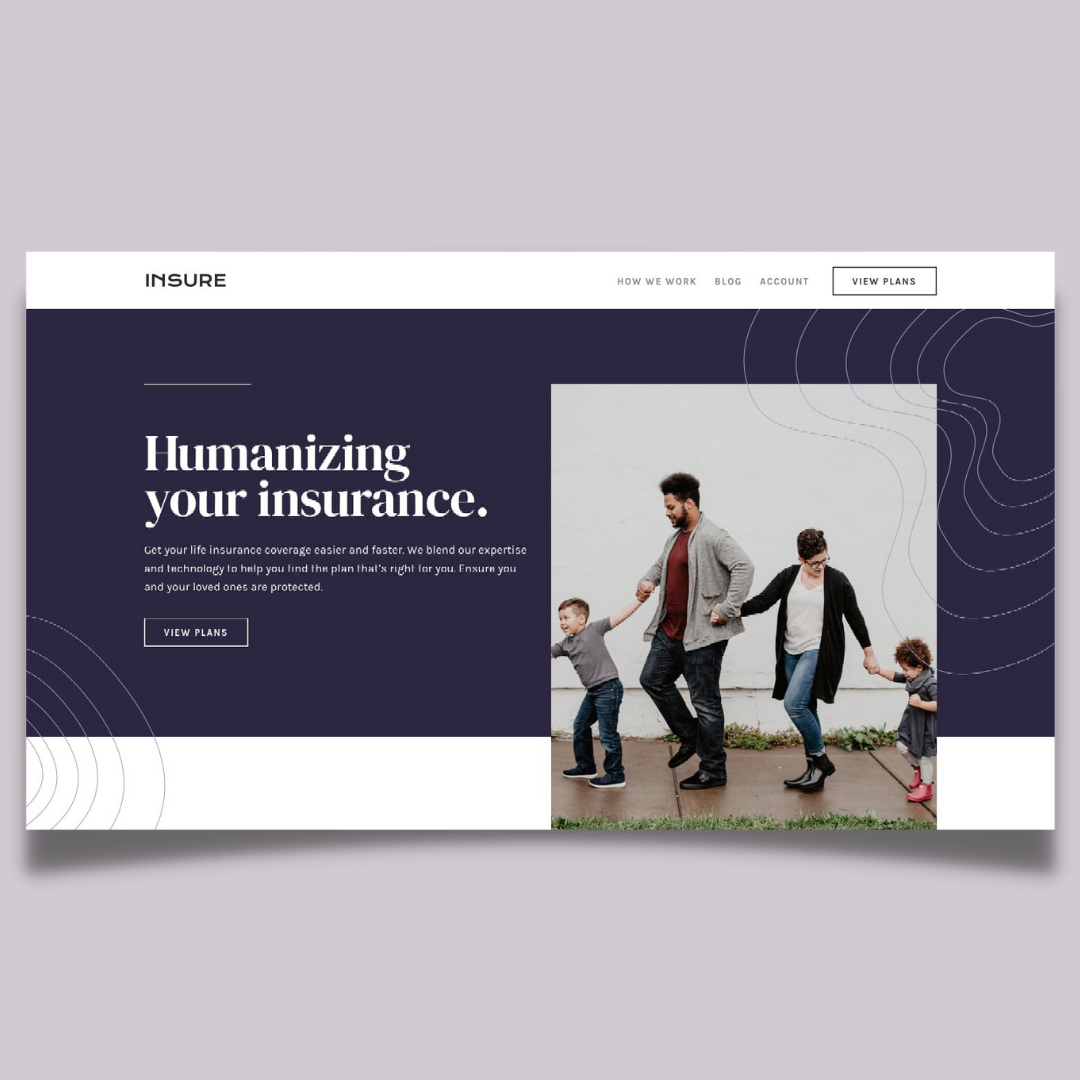 INSURE
HOW WE WORK BLOG ACCOUNT VIEW PLANS
Humanizing
your insurance.
Get your life insurance coverage easier and faster. We blend our expertise
and technology to help you find the plan that's right for you. Ensure you
and your loved ones are protected.
VIEW PLANS